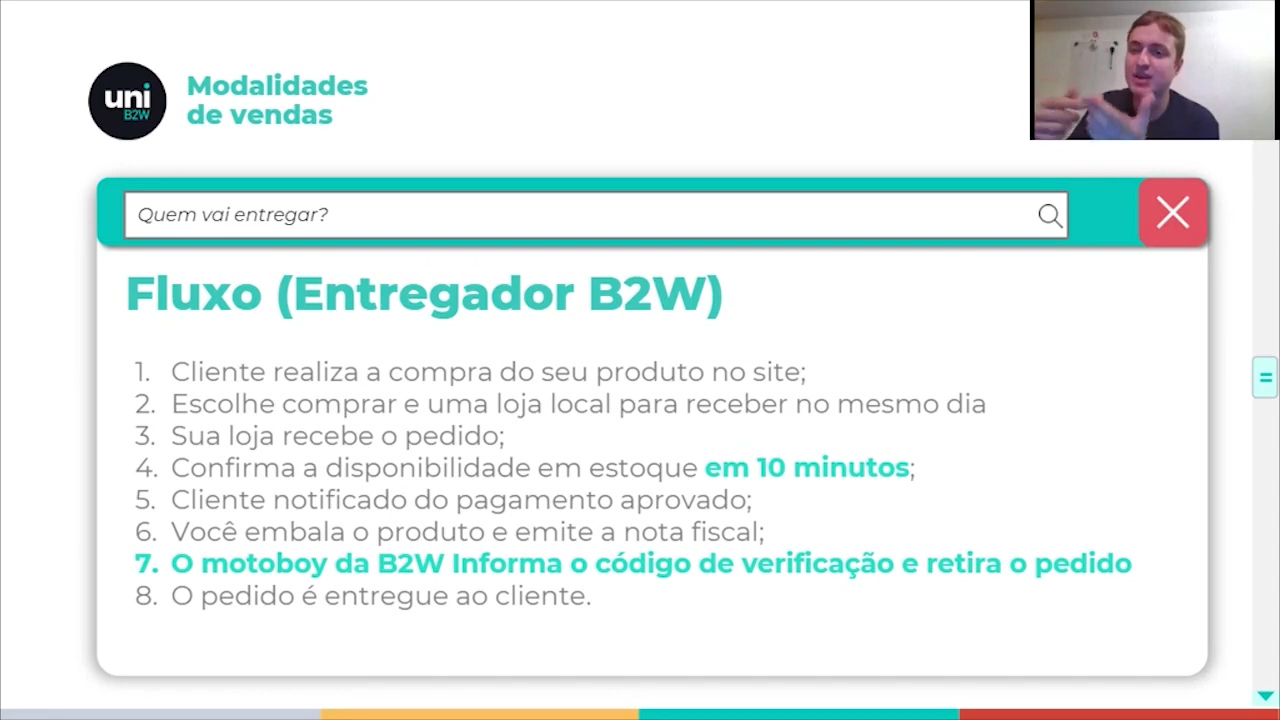 uni
B2W
Modalidades
de vendas
Quem vai entregar?
Fluxo (Entregador B2W)
1. Cliente realiza a compra do seu produto no site;
2. Escolhe comprar e uma loja local para receber no mesmo dia
3. Sua loja recebe o pedido;
4. Confirma a disponibilidade em estoque em 10 minutos;
5. Cliente notificado do pagamento aprovado;
6. Você embala o produto e emite a nota fiscal;
7. O motoboy da B2W Informa o código de verificação e retira o pedido
8. O pedido é entregue ao cliente.